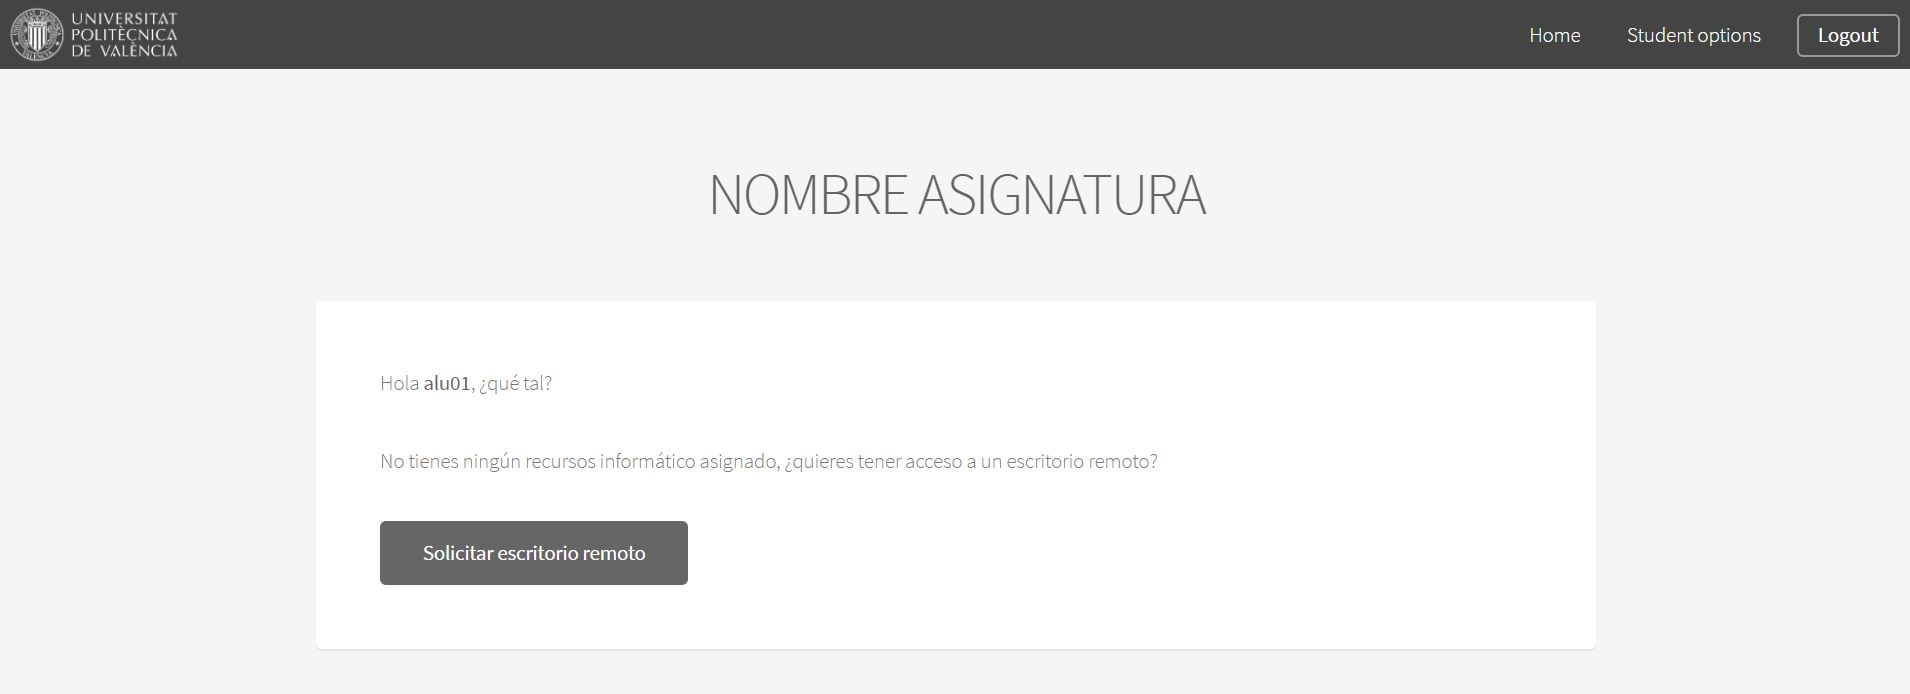 UNIVERSITAT
POLITÈCNICA
DE VALÈNCIA
Home Student options Logout
NOMBRE ASIGNATURA
Hola alu01, ¿qué tal?
No tienes ningún recursos informático asignado, ¿quieres tener acceso a un escritorio remoto?
Solicitar escritorio remoto